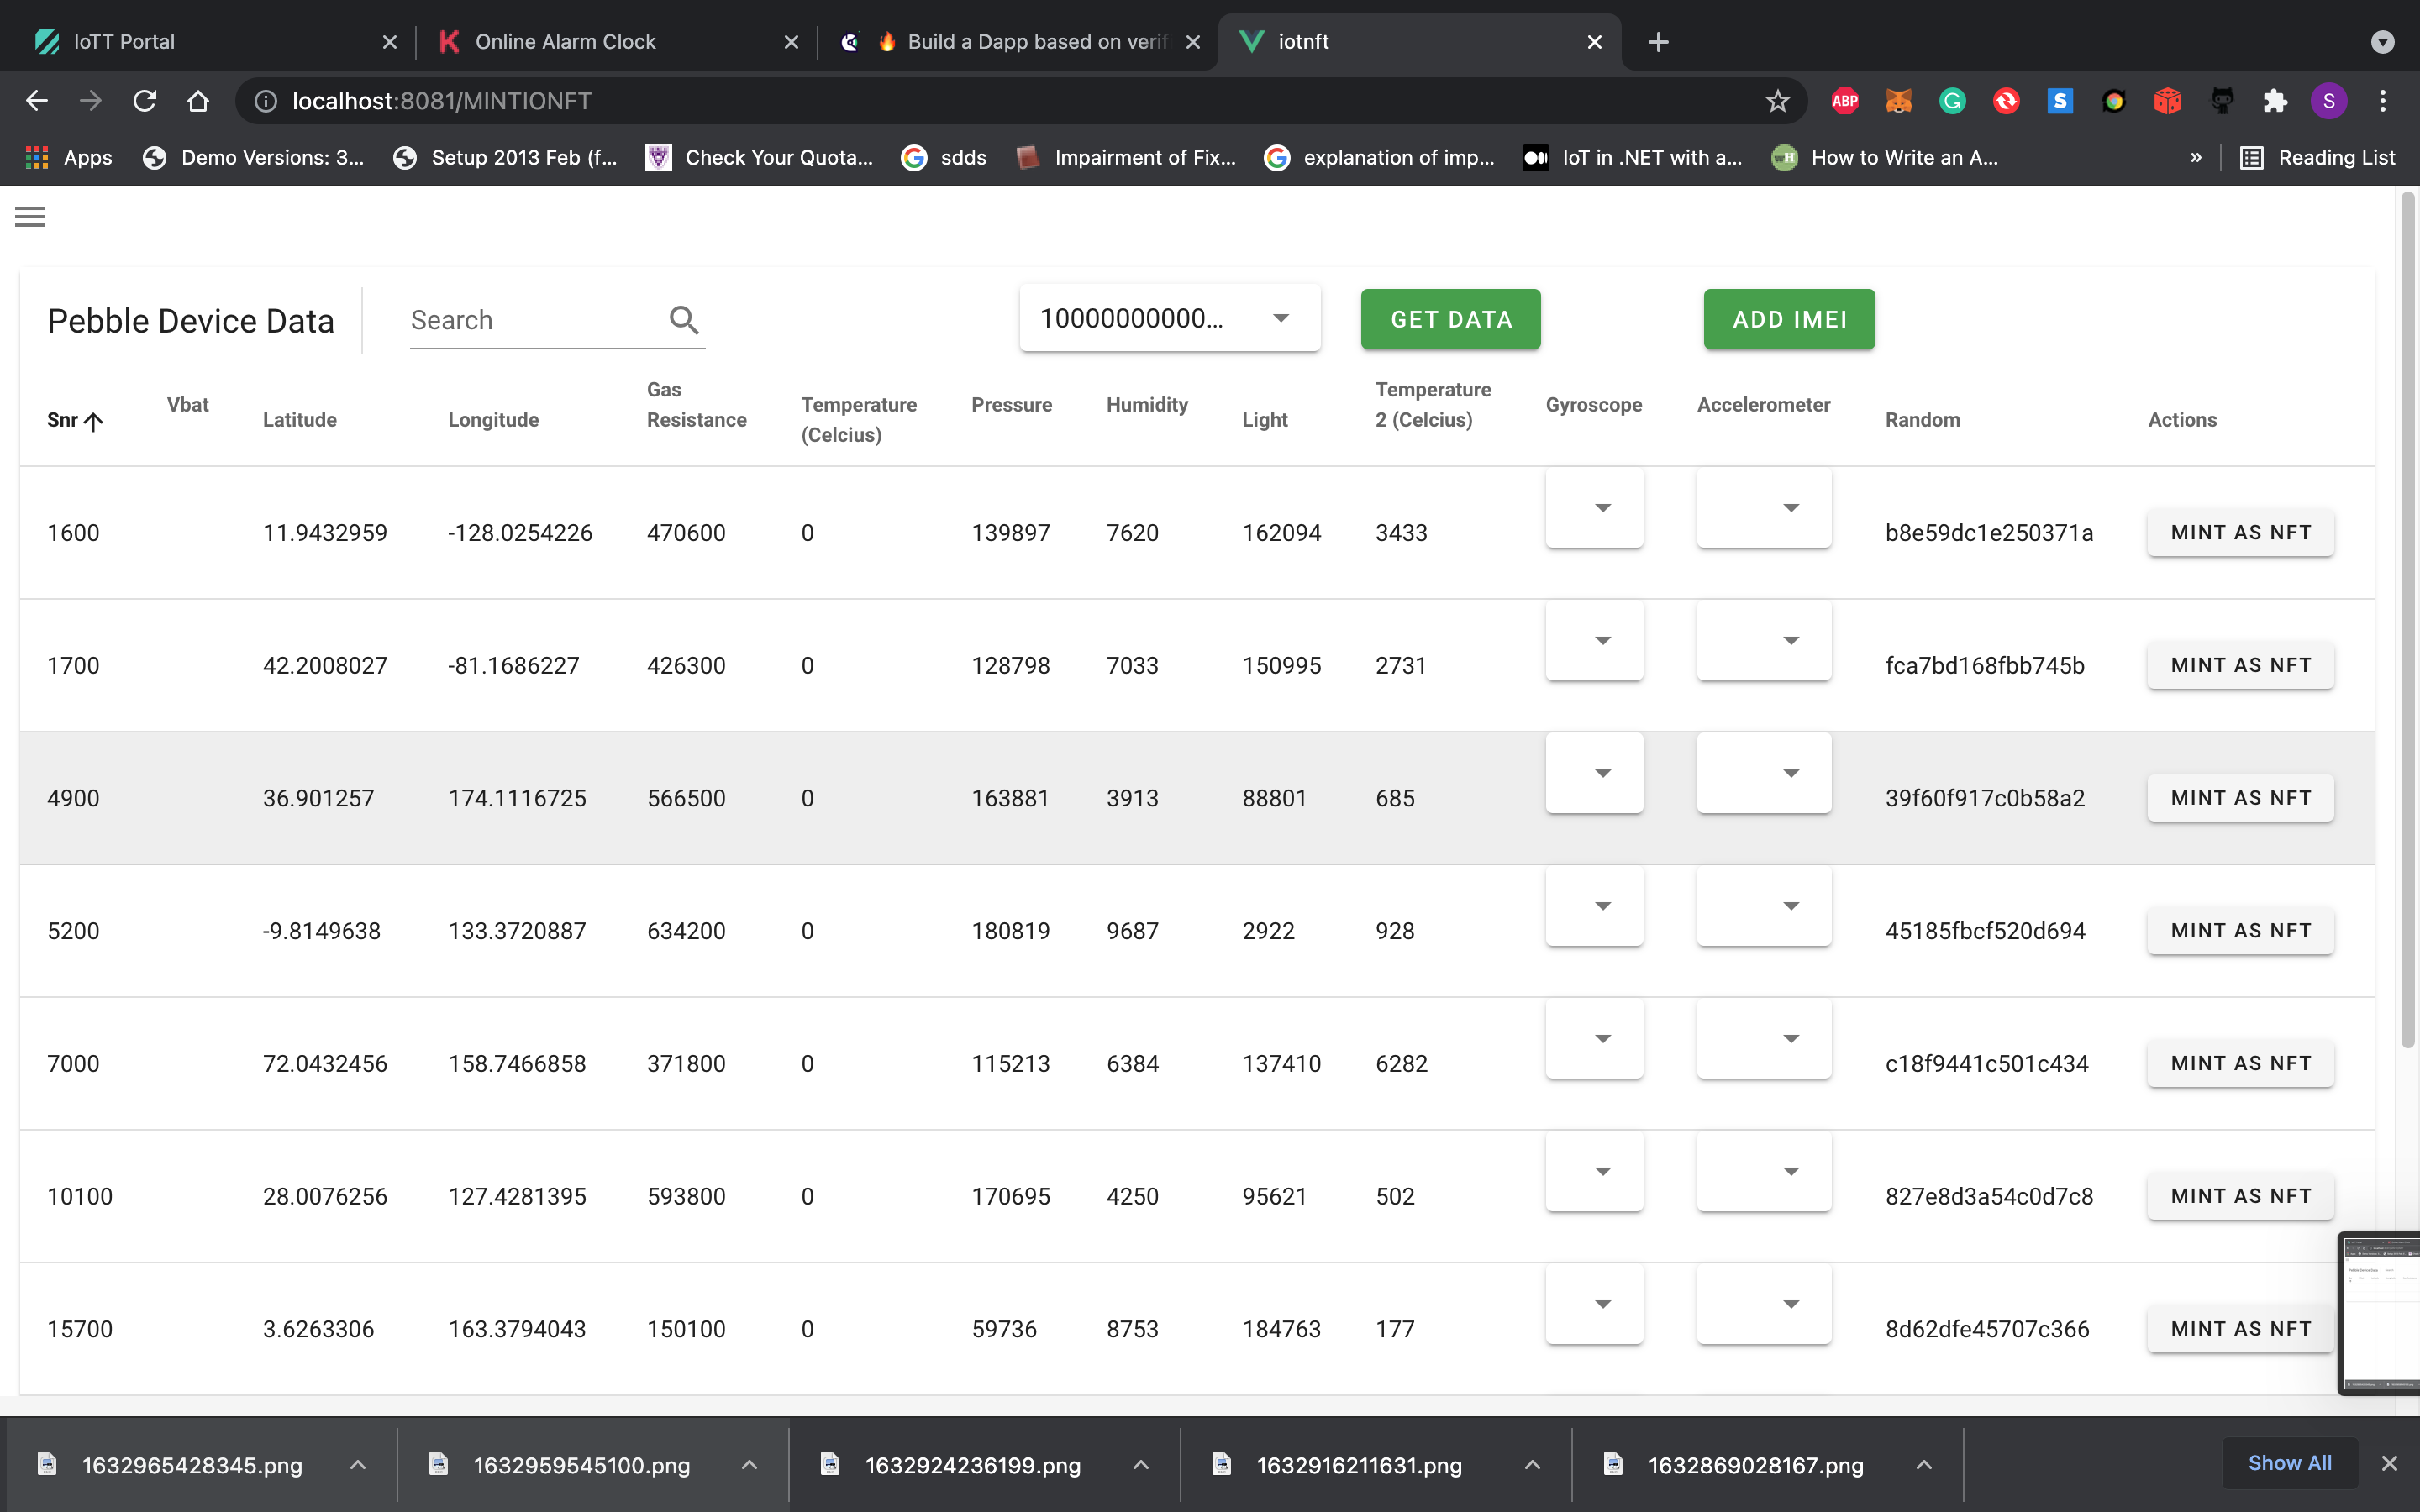 IoTT Portal
Online Alarm Clock
Build a Dapp based on verif
iotnft
localhost:8081/MINTIONFT
ABP
S
S
Apps
Demo Versions: 3...
Setup 2013 Feb (f...
Check Your Quota...
sdds
Impairment of Fix...
explanation of imp...
IoT in .NET with a...
How to Write an A...
»
Reading List
Pebble Device Data
Search
10000000000...
GET DATA
ADD IMEI
Snr Vbat Latitude Longitude Gas Resistance Temperature (Celcius) Pressure Humidity Light Temperature 2 (Celcius) Gyroscope Accelerometer Random Actions
1600 11.9432959 -128.0254226 470600 0 139897 7620 162094 3433 b8e59dc1e250371a MINT AS NFT
1700 42.2008027 -81.1686227 426300 0 128798 7033 150995 2731 fca7bd168fbb745b MINT AS NFT
4900 36.901257 174.1116725 566500 0 163881 3913 88801 685 39f60f917c0b58a2 MINT AS NFT
5200 -9.8149638 133.3720887 634200 0 180819 9687 2922 928 45185fbcf520d694 MINT AS NFT
7000 72.0432456 158.7466858 371800 0 115213 6384 137410 6282 c18f9441c501c434 MINT AS NFT
10100 28.0076256 127.4281395 593800 0 170695 4250 95621 502 827e8d3a54c0d7c8 MINT AS NFT
15700 3.6263306 163.3794043 150100 0 59736 8753 184763 177 8d62dfe45707c366 MINT AS NFT
1632965428345.png
1632959545100.png
1632924236199.png
1632916211631.png
1632869028167.png
Show All